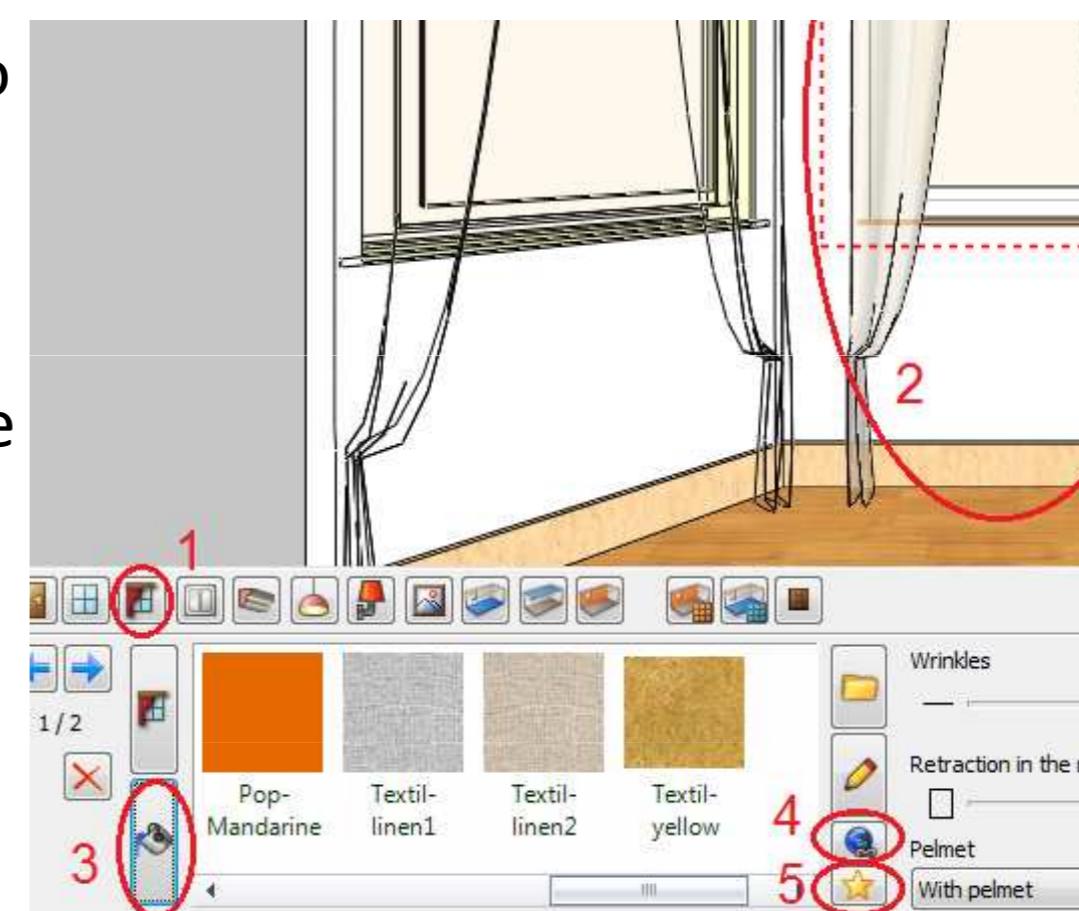 o
e
2
1
1 / 2
3
Pop-
Mandarine
Textil-
linen1
Textil-
linen2
Textil-
yellow
4
5
Wrinkles
Retraction in the
Pelmet
With pelmet